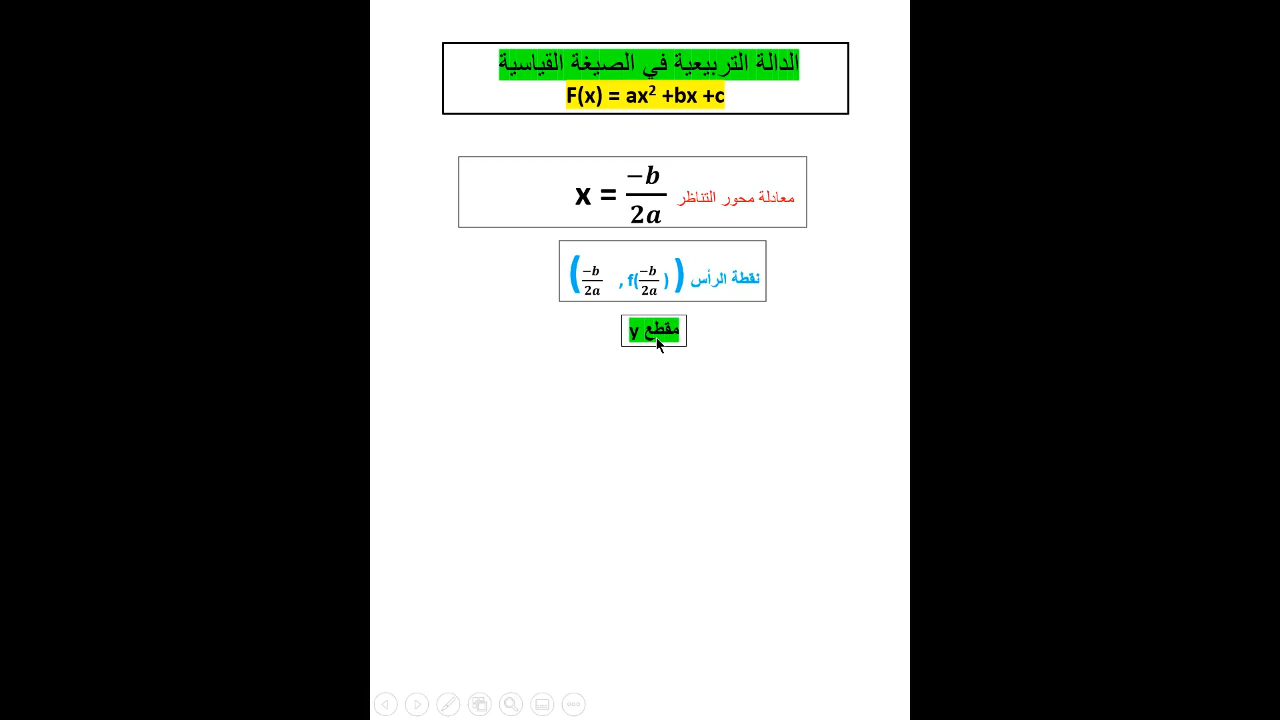 الدالة التربيعية في الصيغة القياسية
F(x) = ax² +bx +c
معادلة محور التناظر x = −b/2a
نقطة الرأس ( −b/2a , f(−b/2a) )
مقطع y